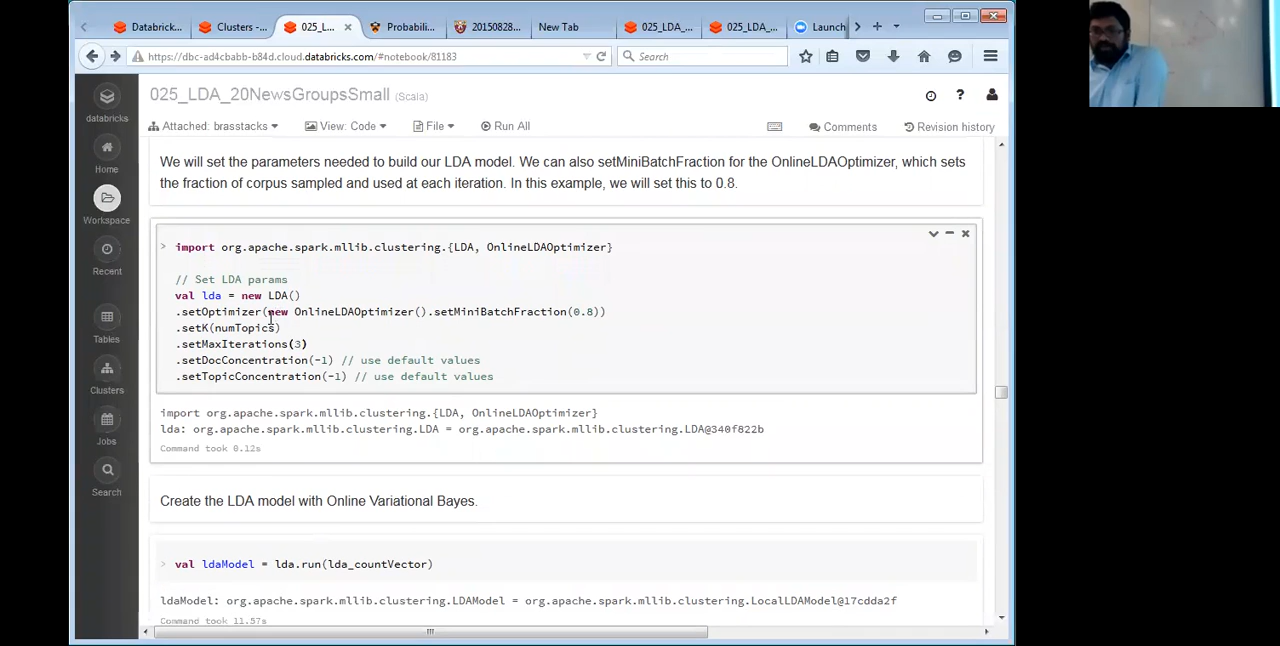 Databrick...
Clusters -...
025_L...
Probabili...
20150828...
New Tab
025_LDA_...
025_LDA_...
Launch
https://dbc-ad4cbabb-b84d.cloud.databricks.com/#notebook/81183
Search
databricks
Home
Workspace
Recent
Tables
Clusters
Jobs
Search
025_LDA_20NewsGroupsSmall (Scala)
Attached: brasstacks
View: Code
File
Run All
Comments
Revision history
We will set the parameters needed to build our LDA model. We can also setMiniBatchFraction for the OnlineLDAOptimizer, which sets
the fraction of corpus sampled and used at each iteration. In this example, we will set this to 0.8.
> import org.apache.spark.mllib.clustering.{LDA, OnlineLDAOptimizer}
// Set LDA params
val lda = new LDA()
.setOptimizer(new OnlineLDAOptimizer().setMiniBatchFraction(0.8))
.setK(numTopics)
.setMaxIterations(3)
.setDocConcentration(-1) // use default values
.setTopicConcentration(-1) // use default values
import org.apache.spark.mllib.clustering.{LDA, OnlineLDAOptimizer}
lda: org.apache.spark.mllib.clustering.LDA = org.apache.spark.mllib.clustering.LDA@340f822b
Command took 0.12s
Create the LDA model with Online Variational Bayes.
> val ldaModel = lda.run(lda_countVector)
ldaModel: org.apache.spark.mllib.clustering.LDAModel = org.apache.spark.mllib.clustering.LocalLDAModel@17cdda2f
Command took 11.57s